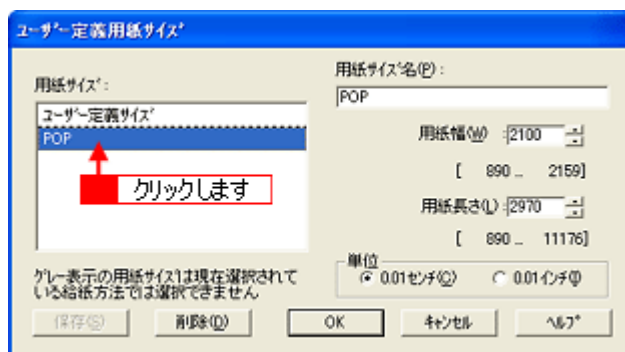 ユーザー定義用紙サイズ
用紙サイズ:
ユーザー定義サイズ
POP
クリックします
グレー表示の用紙サイズは現在選択されて
いる給紙方法では選択できません
用紙サイズ名(P):
POP
用紙幅(W) :2100
[ 890 ... 2159]
用紙長さ(L):2970
[ 890 ... 11176]
単位
0.01センチ(C) 0.01インチ(I)
保存(S) 削除(D) OK キャンセル ヘルプ